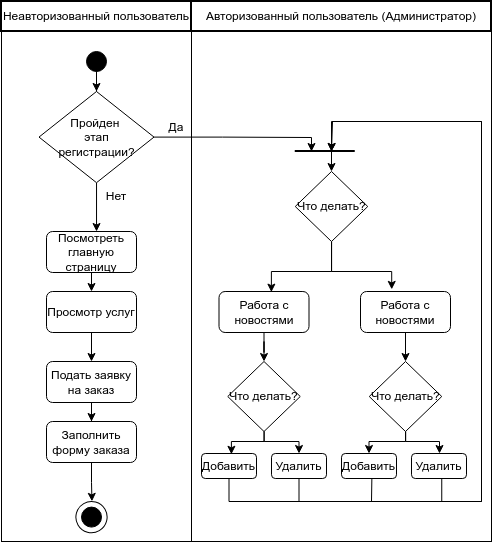 Неавторизованный пользователь
Авторизованный пользователь (Администратор)
Пройден
этап
регистрации?
Да
Нет
Что делать?
Посмотреть
главную
страницу
Просмотр услуг
Работа с
новостями
Работа с
новостями
Подать заявку
на заказ
Что делать?
Что делать?
Заполнить
форму заказа
Добавить
Удалить
Добавить
Удалить